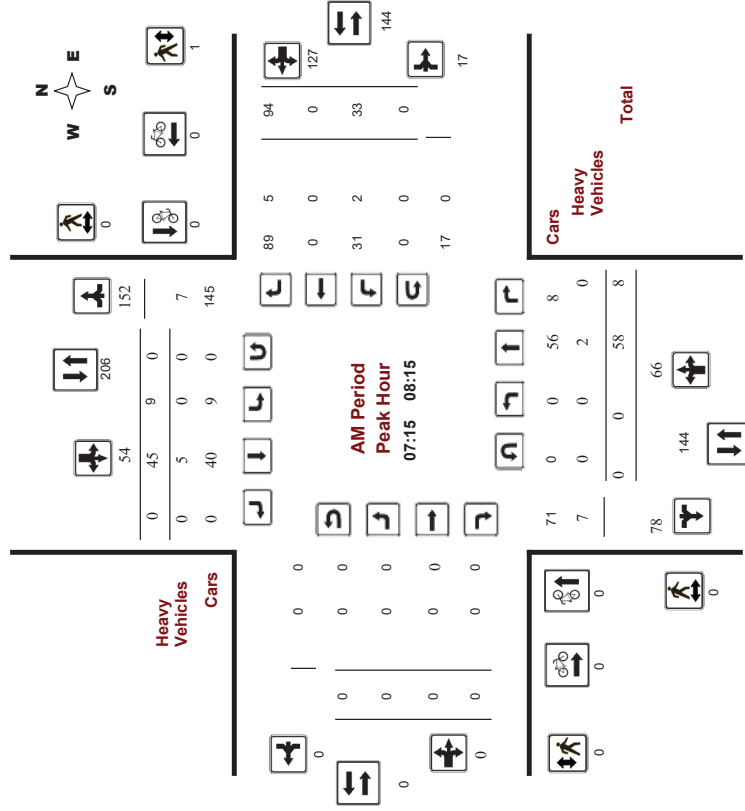 N
W E
S
144
127
17
1
0
0
0
94 0 33 0
5 0 2 0 0
89 0 31 0 17
206
54
152
0 45 9 0
0 5 0 0 7
0 40 9 0 145
Heavy
Vehicles
Cars
AM Period
Peak Hour
07:15 08:15
0 0 0 0 0
0 0 0 0 0
0 0 0 0
0
0
0
Cars
71 0 0 56 8
Heavy
Vehicles
7 0 0 2 0
Total
0 0 58 8
66
144
78
0
0
0
0